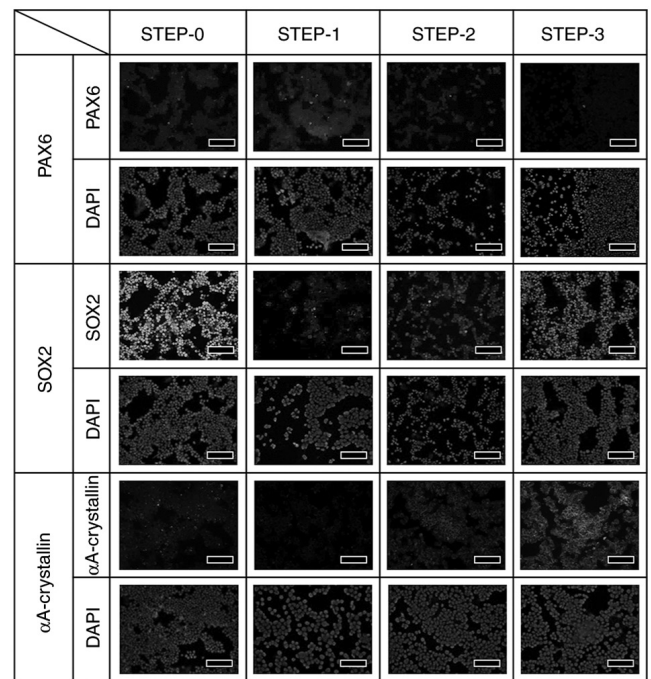 STEP-0 STEP-1 STEP-2 STEP-3
PAX6
PAX6
DAPI
SOX2
SOX2
DAPI
αA-crystallin
αA-crystallin
DAPI